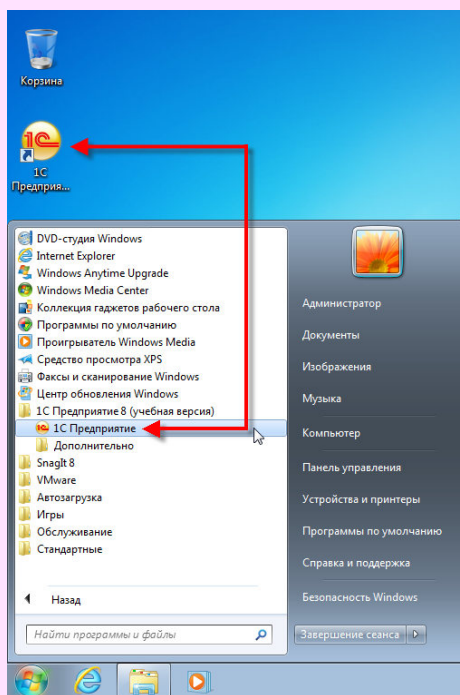 Корзина
1С
Предприя...
DVD-студия Windows
Internet Explorer
Windows Anytime Upgrade
Windows Media Center
Коллекция гаджетов рабочего стола
Программы по умолчанию
Проигрыватель Windows Media
Средство просмотра XPS
Факсы и сканирование Windows
Центр обновления Windows
1С Предприятие 8 (учебная версия)
1С Предприятие
Дополнительно
SnagIt 8
VMware
Автозагрузка
Игры
Обслуживание
Стандартные
Назад
Найти программы и файлы
Администратор
Документы
Изображения
Музыка
Компьютер
Панель управления
Устройства и принтеры
Программы по умолчанию
Справка и поддержка
Безопасность Windows
Завершение сеанса